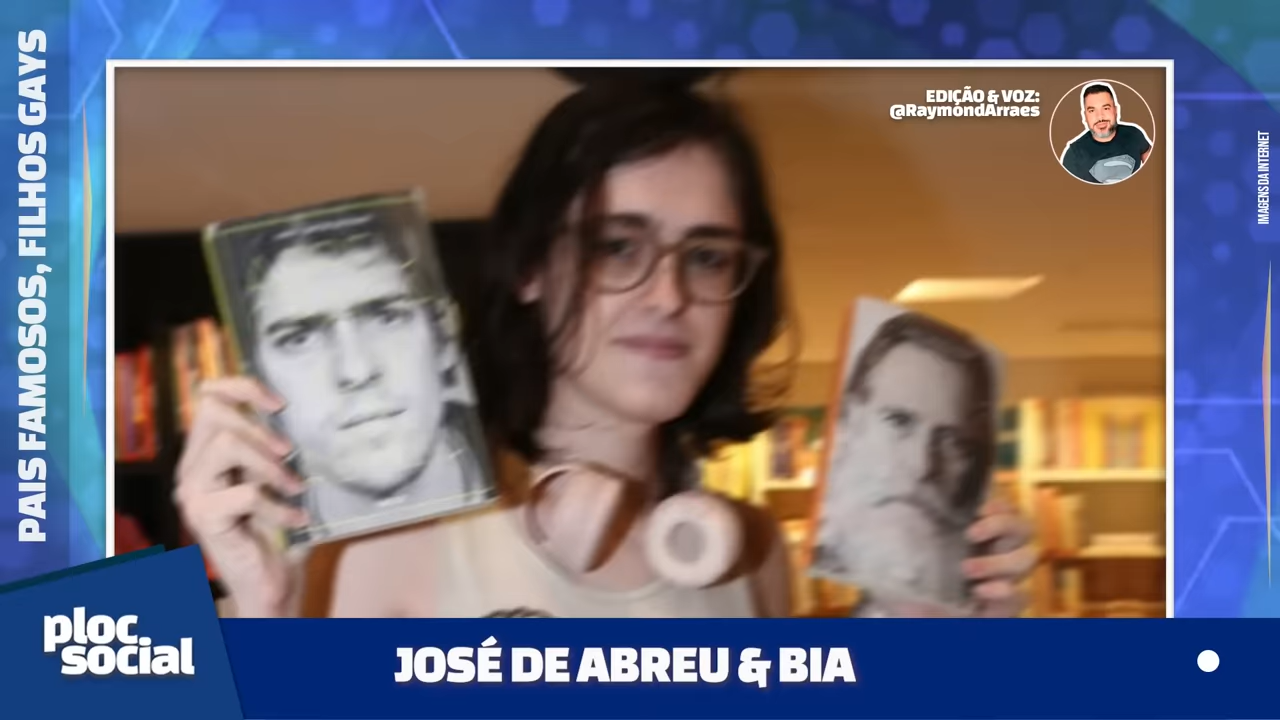 PAIS FAMOSOS, FILHOS GAYS
EDIÇÃO & VOZ:
@RaymondArraes
IMAGENS DA INTERNET
ploc
social
JOSÉ DE ABREU & BIA